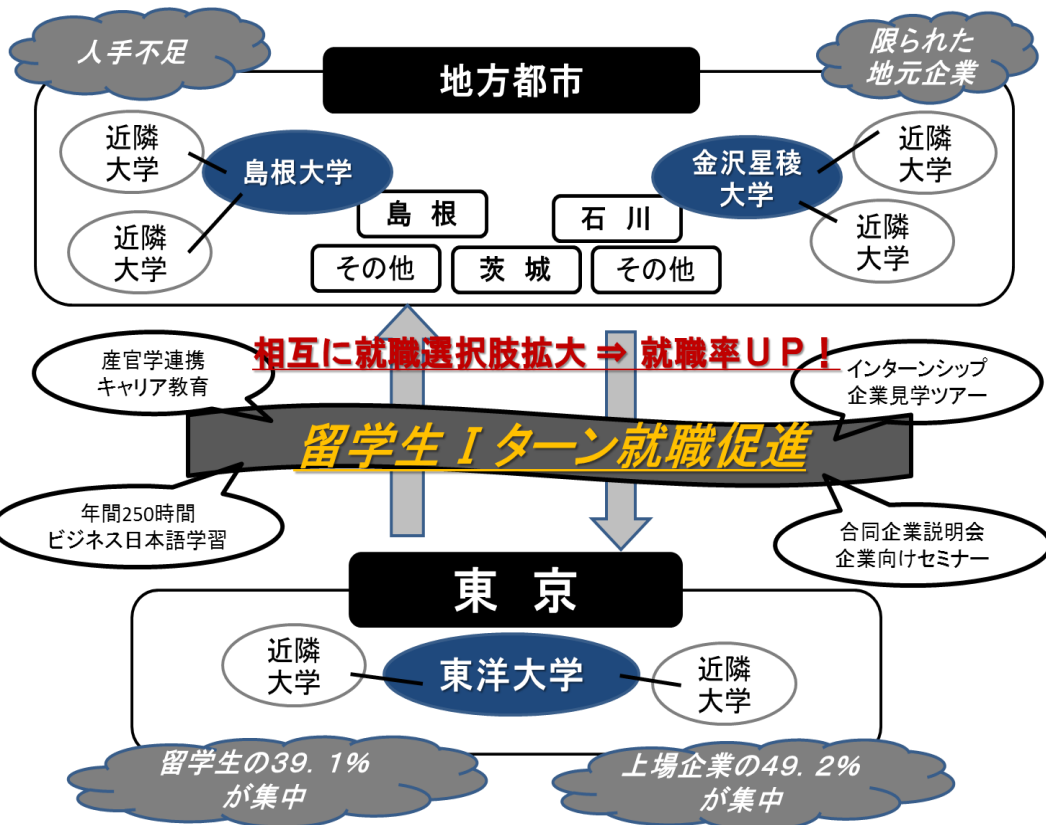 人手不足
限られた
地元企業
地方都市
近隣
大学
島根大学
金沢星稜
大学
近隣
大学
近隣
大学
島 根
石 川
近隣
大学
その他
茨 城
その他
相互に就職選択肢拡大 ⇒ 就職率UP!
産官学連携
キャリア教育
インターンシップ
企業見学ツアー
留学生Iターン就職促進
年間250時間
ビジネス日本語学習
合同企業説明会
企業向けセミナー
東 京
近隣
大学
東洋大学
近隣
大学
留学生の39.1%
が集中
上場企業の49.2%
が集中